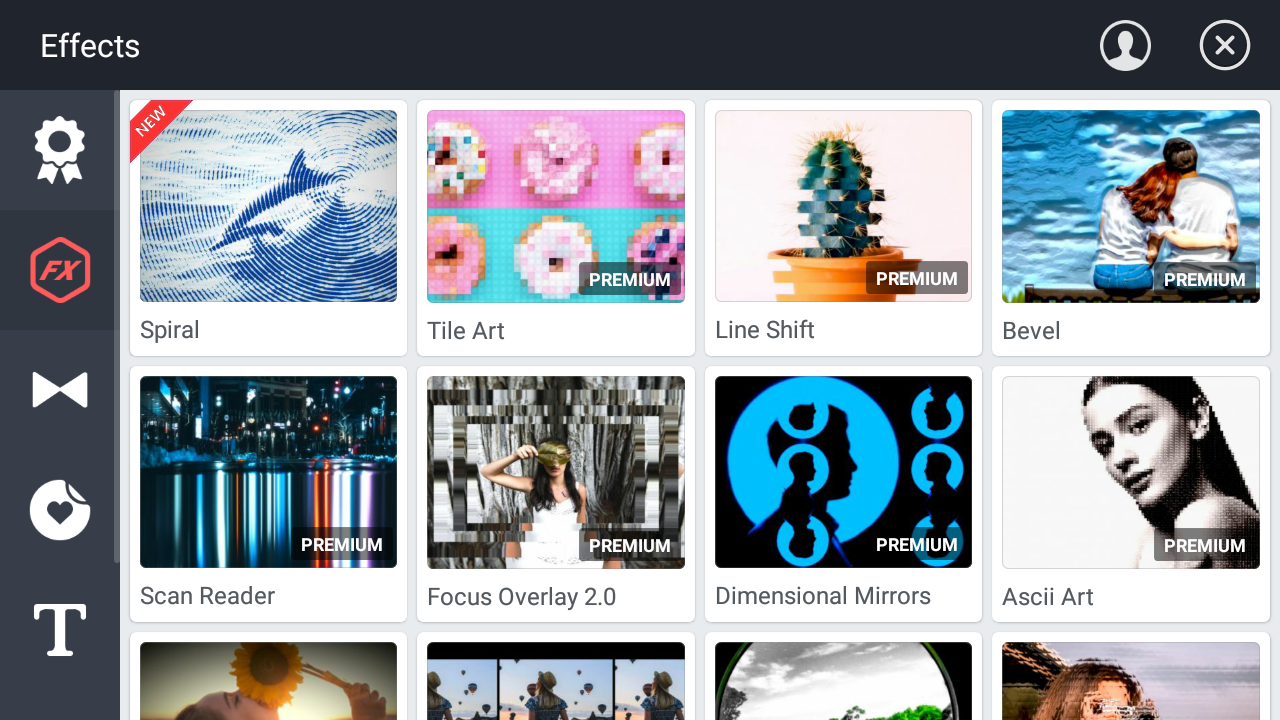 Effects
NEW
FX
T
PREMIUM
PREMIUM
PREMIUM
Spiral
Tile Art
Line Shift
Bevel
PREMIUM
PREMIUM
PREMIUM
PREMIUM
Scan Reader
Focus Overlay 2.0
Dimensional Mirrors
Ascii Art